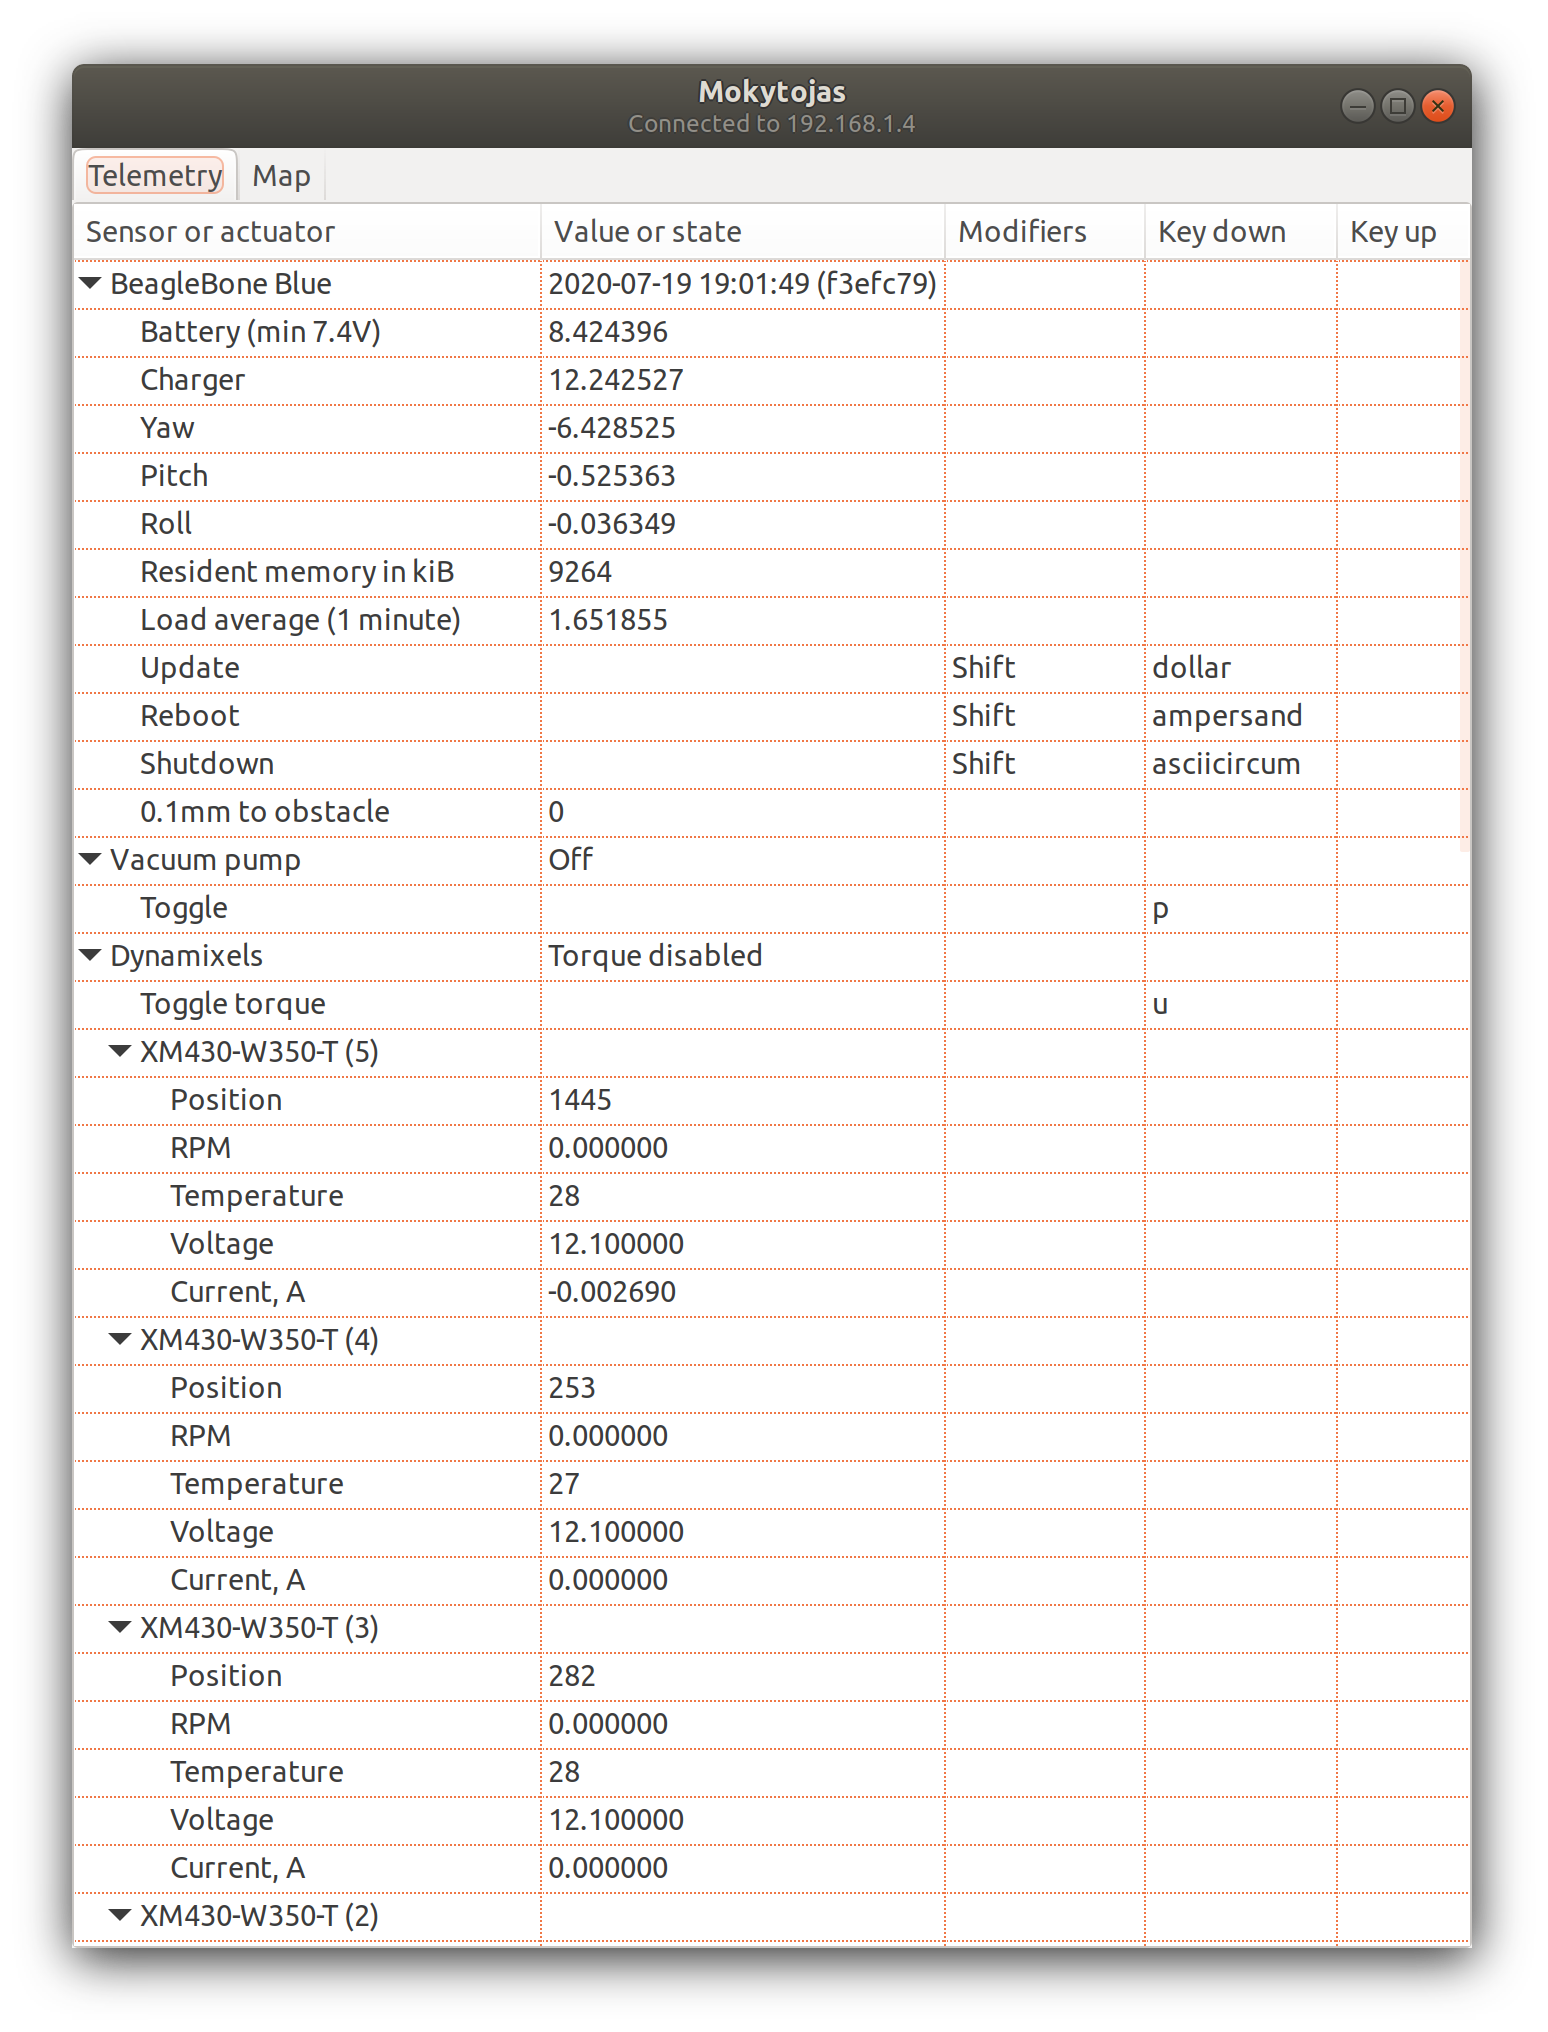 Mokytojas
Connected to 192.168.1.4
Telemetry Map
Sensor or actuator Value or state Modifiers Key down Key up
BeagleBone Blue 2020-07-19 19:01:49 (f3efc79)
Battery (min 7.4V) 8.424396
Charger 12.242527
Yaw -6.428525
Pitch -0.525363
Roll -0.036349
Resident memory in kiB 9264
Load average (1 minute) 1.651855
Update Shift dollar
Reboot Shift ampersand
Shutdown Shift asciicircum
0.1mm to obstacle 0
Vacuum pump Off
Toggle p
Dynamixels Torque disabled
Toggle torque u
XM430-W350-T (5)
Position 1445
RPM 0.000000
Temperature 28
Voltage 12.100000
Current, A -0.002690
XM430-W350-T (4)
Position 253
RPM 0.000000
Temperature 27
Voltage 12.100000
Current, A 0.000000
XM430-W350-T (3)
Position 282
RPM 0.000000
Temperature 28
Voltage 12.100000
Current, A 0.000000
XM430-W350-T (2)